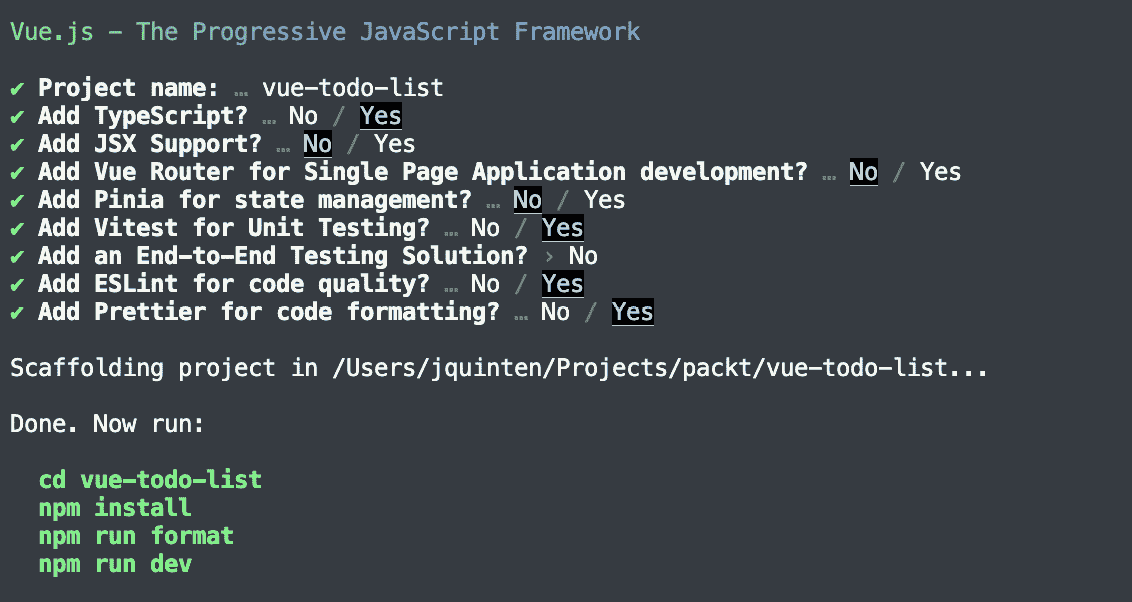 Vue.js - The Progressive JavaScript Framework
✔ Project name: … vue-todo-list
✔ Add TypeScript? … No / Yes
✔ Add JSX Support? … No / Yes
✔ Add Vue Router for Single Page Application development? … No / Yes
✔ Add Pinia for state management? … No / Yes
✔ Add Vitest for Unit Testing? … No / Yes
✔ Add an End-to-End Testing Solution? › No
✔ Add ESLint for code quality? … No / Yes
✔ Add Prettier for code formatting? … No / Yes
Scaffolding project in /Users/jquinten/Projects/packt/vue-todo-list...
Done. Now run:
cd vue-todo-list
npm install
npm run format
npm run dev